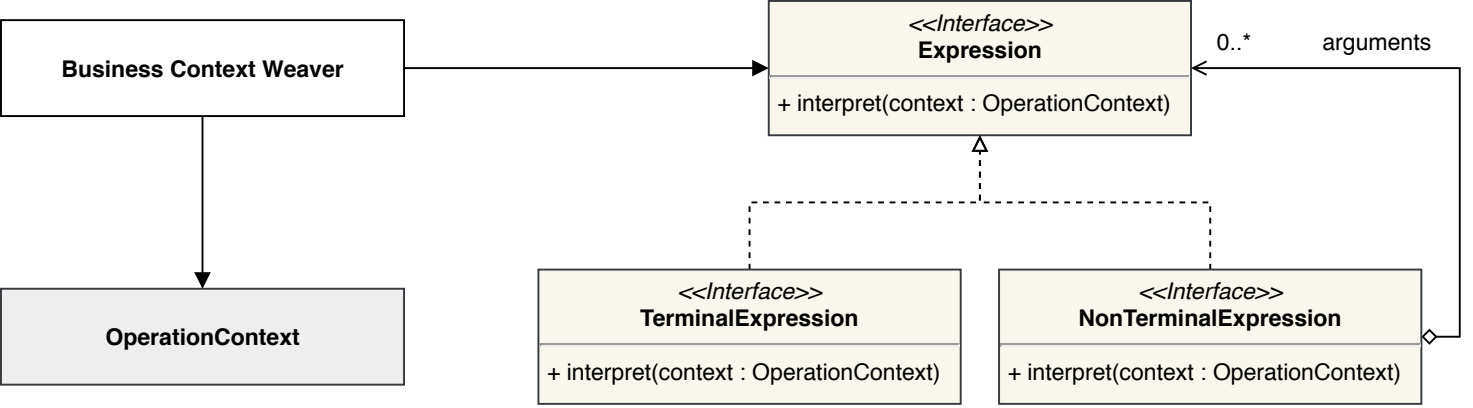 Business Context Weaver
<<Interface>>
Expression
+ interpret(context : OperationContext)
0..*
arguments
OperationContext
<<Interface>>
TerminalExpression
+ interpret(context : OperationContext)
<<Interface>>
NonTerminalExpression
+ interpret(context : OperationContext)